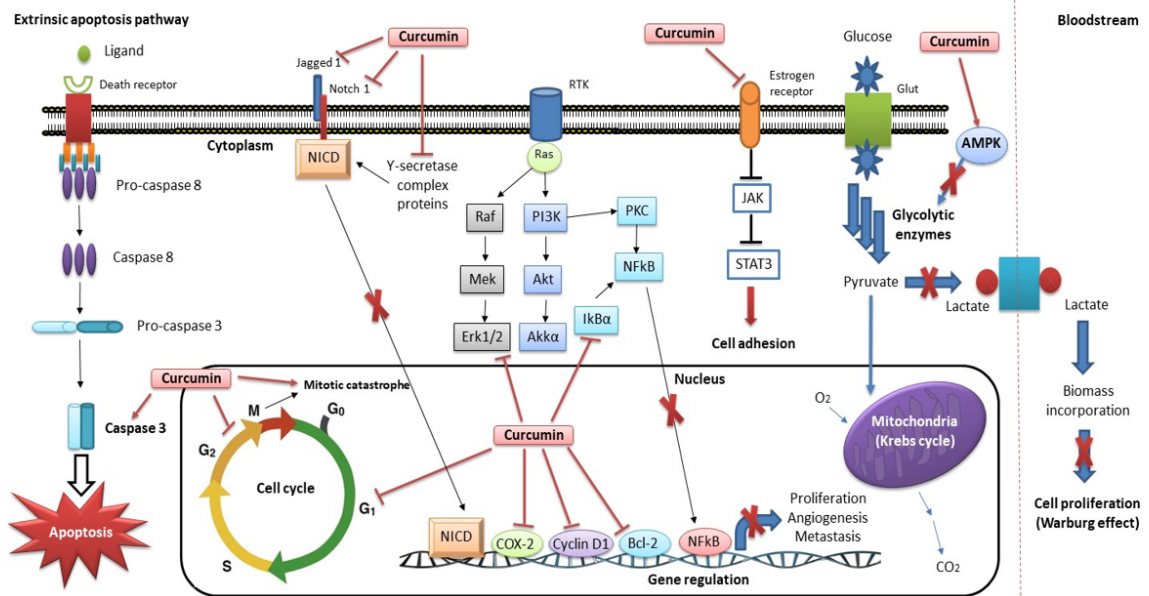 Extrinsic apoptosis pathway
Bloodstream
Ligand
Death receptor
Curcumin
Jagged 1
Notch 1
RTK
Curcumin
Estrogen
receptor
Glucose
Glut
Curcumin
AMPK
Cytoplasm
NICD
Y-secretase
complex
proteins
Ras
Pro-caspase 8
Raf
PI3K
PKC
JAK
Glycolytic
enzymes
Caspase 8
Mek
Akt
NFkB
STAT3
Pyruvate
Lactate
Lactate
Pro-caspase 3
Erk1/2
Akkα
IkBα
Cell adhesion
Curcumin
Mitotic catastrophe
Nucleus
Caspase 3
M
G0
G2
Cell cycle
G1
S
Curcumin
O2
Mitochondria
(Krebs cycle)
Biomass
incorporation
Apoptosis
NICD
COX-2
Cyclin D1
Bcl-2
NFkB
Proliferation
Angiogenesis
Metastasis
Cell proliferation
(Warburg effect)
CO2
Gene regulation